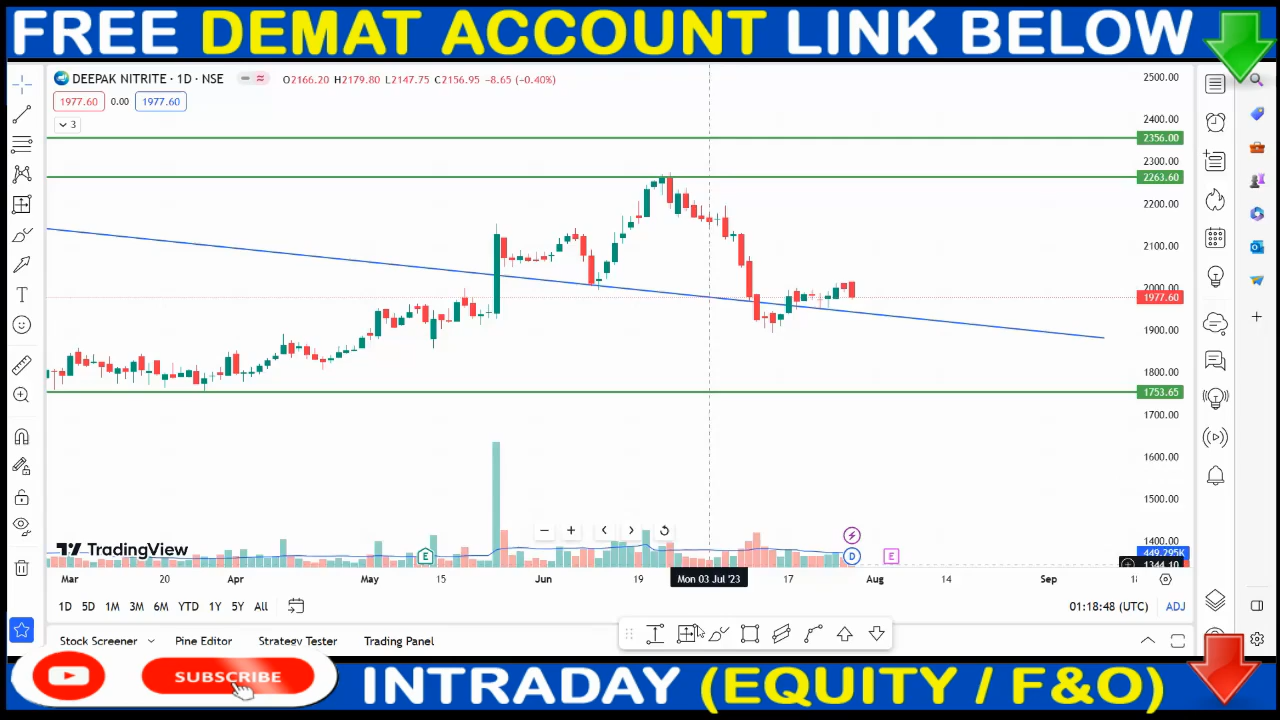 FREE DEMAT ACCOUNT LINK BELOW
DEEPAK NITRITE · 1D · NSE
O2166.20 H2179.80 L2147.75 C2156.95 -8.65 (-0.40%)
1977.60 0.00 1977.60
3
2500.00
2400.00
2356.00
2300.00
2263.60
2200.00
2100.00
2000.00
1977.60
1900.00
1800.00
1753.65
1700.00
1600.00
1500.00
1400.00
449.295K
1344.10
TradingView
E
D
E
Mar 20 Apr May 15 Jun 19 Mon 03 Jul '23 17 Aug 14 Sep
1D 5D 1M 3M 6M YTD 1Y 5Y All
01:18:48 (UTC) ADJ
Stock Screener Pine Editor Strategy Tester Trading Panel
SUBSCRIBE
INTRADAY (EQUITY / F&O)